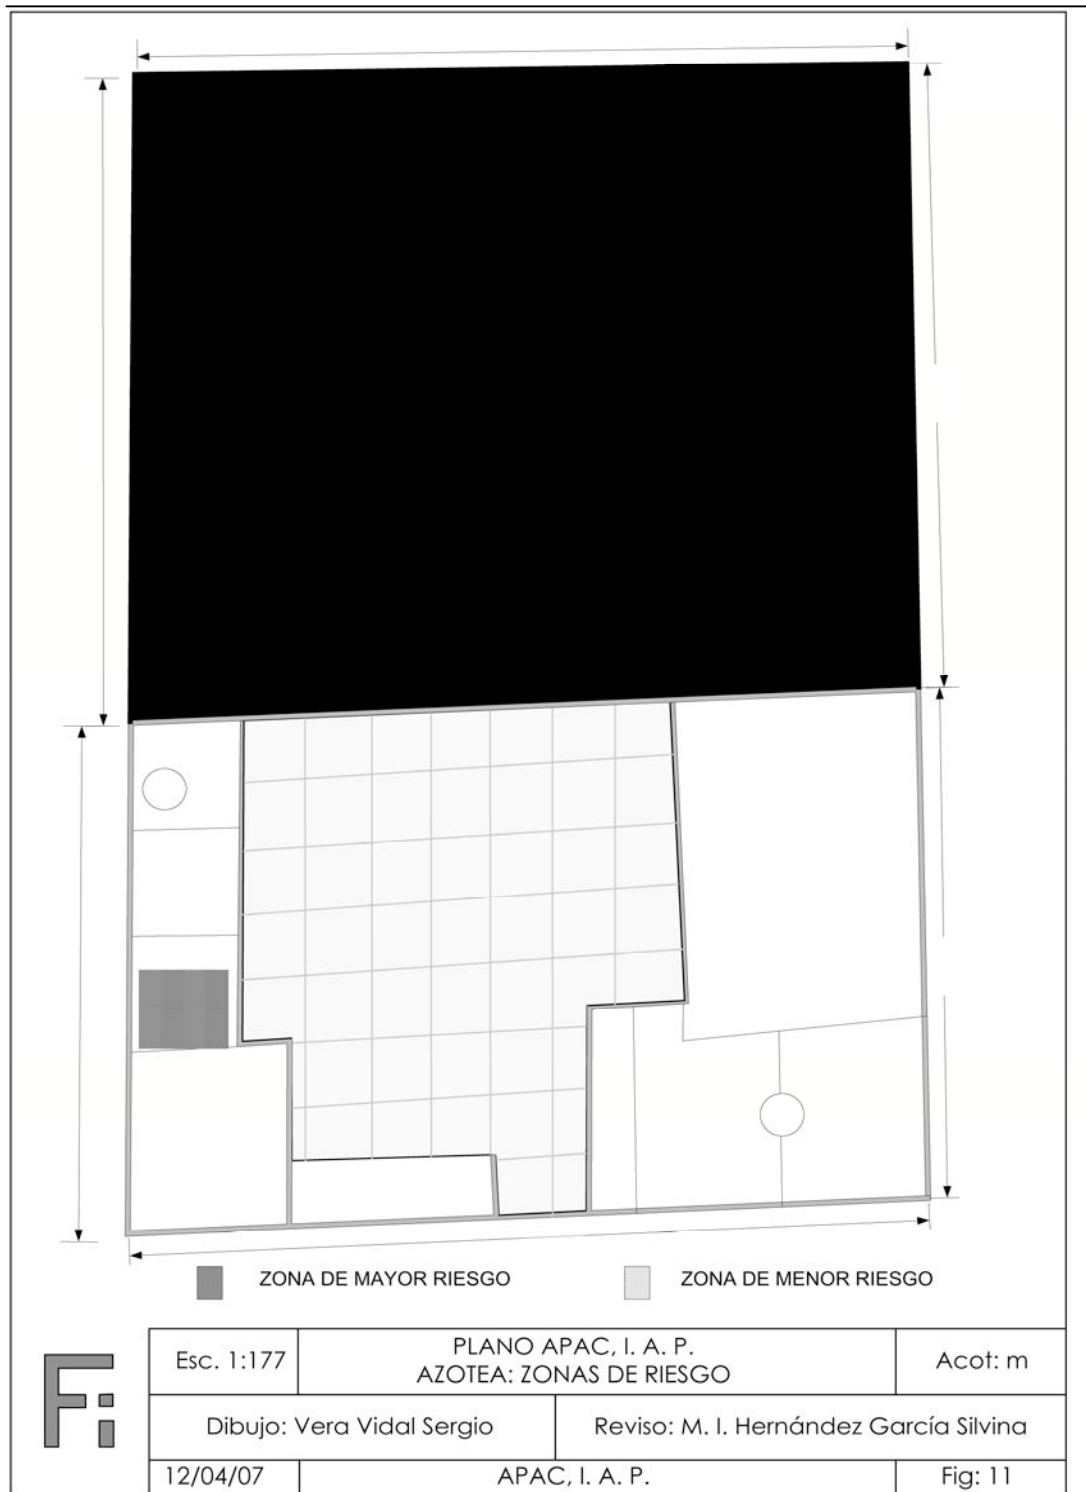 ZONA DE MAYOR RIESGO
ZONA DE MENOR RIESGO
Fi
Esc. 1:177
PLANO APAC, I. A. P.
AZOTEA: ZONAS DE RIESGO
Acot: m
Dibujo: Vera Vidal Sergio
Reviso: M. I. Hernández García Silvina
12/04/07
APAC, I. A. P.
Fig: 11